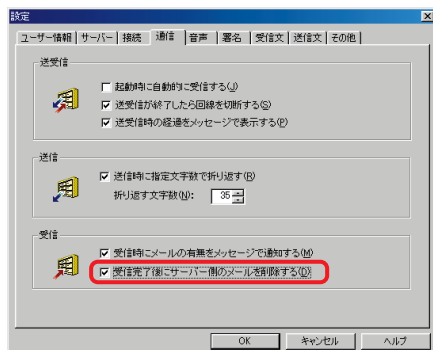 設定
ユーザー情報 サーバー 接続 通信 音声 署名 受信文 送信文 その他
送受信
起動時に自動的に受信する(J)
送受信が終了したら回線を切断する(S)
送受信時の経過をメッセージで表示する(P)
送信
送信時に指定文字数で折り返す(R)
折り返す文字数(N): 35
受信
受信時にメールの有無をメッセージで通知する(M)
受信完了後にサーバー側のメールを削除する(D)
OK キャンセル ヘルプ